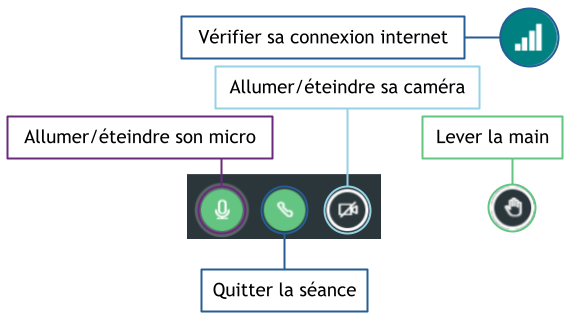 Vérifier sa connexion internet
Allumer/éteindre sa caméra
Allumer/éteindre son micro
Lever la main
Quitter la séance